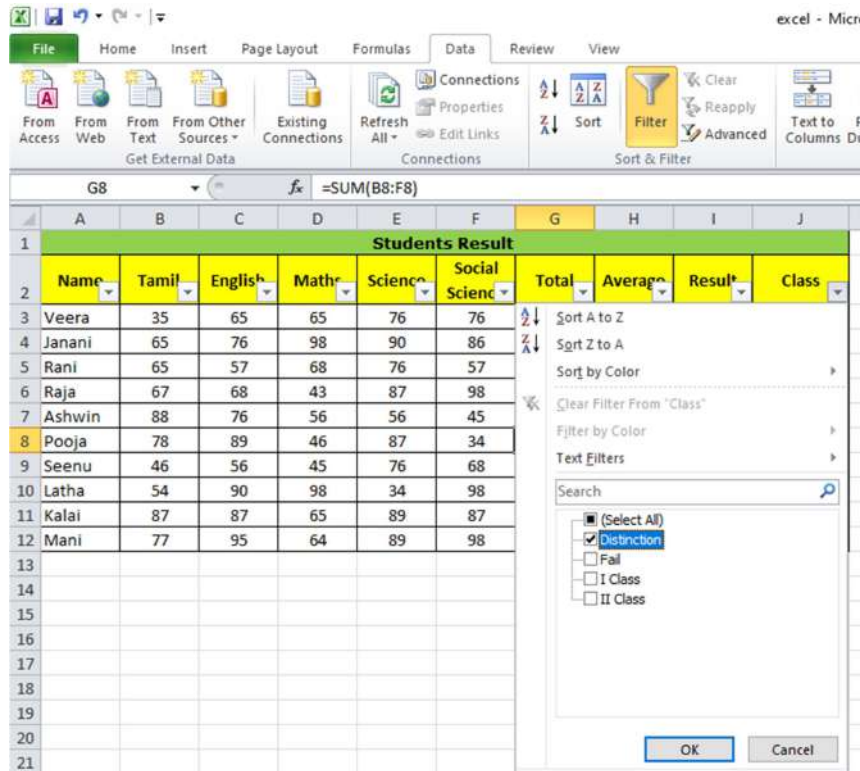 excel - Micr
File Home Insert Page Layout Formulas Data Review View
From Access
From Web
From Text
From Other Sources
Existing Connections
Refresh All
Connections
Properties
Edit Links
Sort
Filter
Clear
Reapply
Advanced
Text to Columns
Get External Data
Connections
Sort & Filter
G8 fx =SUM(B8:F8)
A B C D E F G H I J
1 Students Result
2 Name Tamil English Maths Science Social Scienc Total Average Result Class
3 Veera 35 65 65 76 76
4 Janani 65 76 98 90 86
5 Rani 65 57 68 76 57
6 Raja 67 68 43 87 98
7 Ashwin 88 76 56 56 45
8 Pooja 78 89 46 87 34
9 Seenu 46 56 45 76 68
10 Latha 54 90 98 34 98
11 Kalai 87 87 65 89 87
12 Mani 77 95 64 89 98
13
14
15
16
17
18
19
20
21
Sort A to Z
Sort Z to A
Sort by Color
Clear Filter From "Class"
Filter by Color
Text Filters
Search
(Select All)
Distinction
Fail
I Class
II Class
OK Cancel